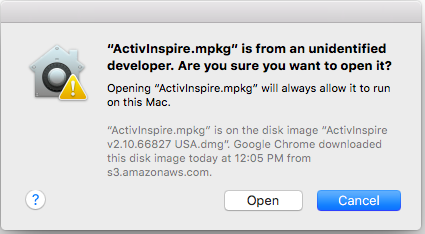 “ActivInspire.mpkg” is from an unidentified
developer. Are you sure you want to open it?
Opening “ActivInspire.mpkg” will always allow it to run
on this Mac.
“ActivInspire.mpkg” is on the disk image “ActivInspire
v2.10.66827 USA.dmg”. Google Chrome downloaded
this disk image today at 12:05 PM from
s3.amazonaws.com.
? Open Cancel